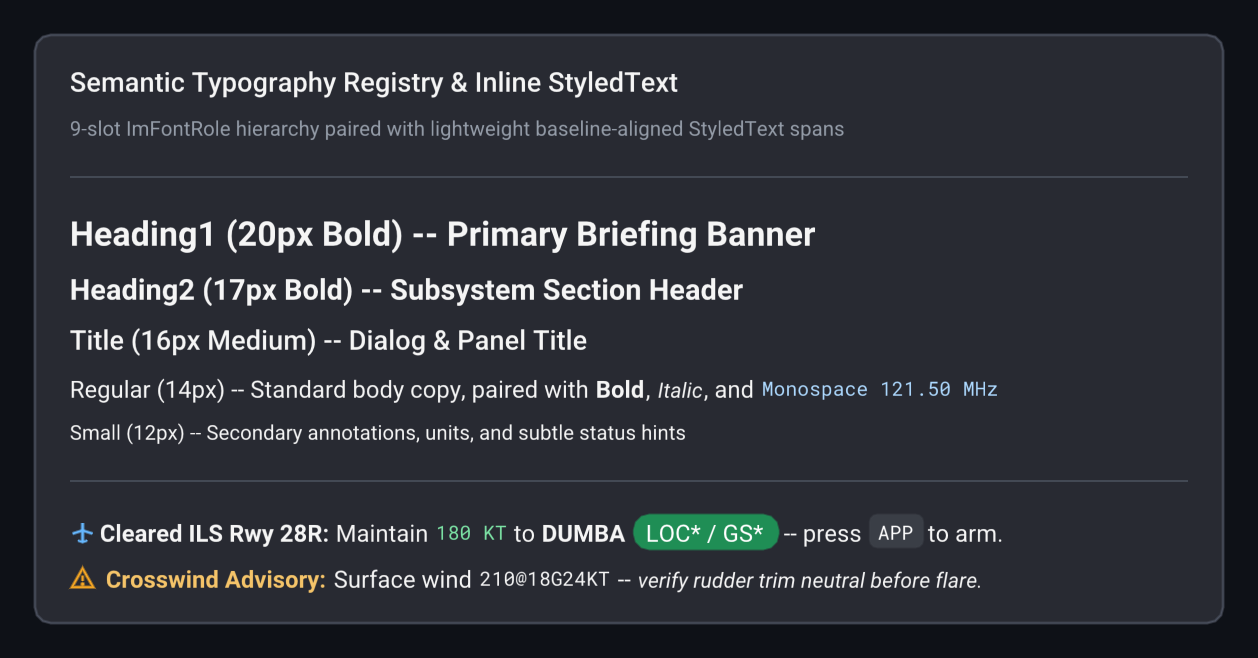 Semantic Typography Registry & Inline StyledText
9-slot ImFontRole hierarchy paired with lightweight baseline-aligned StyledText spans
Heading1 (20px Bold) -- Primary Briefing Banner
Heading2 (17px Bold) -- Subsystem Section Header
Title (16px Medium) -- Dialog & Panel Title
Regular (14px) -- Standard body copy, paired with Bold, Italic, and Monospace 121.50 MHz
Small (12px) -- Secondary annotations, units, and subtle status hints
Cleared ILS Rwy 28R: Maintain 180 KT to DUMBA LOC* / GS* -- press APP to arm.
Crosswind Advisory: Surface wind 210@18G24KT -- verify rudder trim neutral before flare.